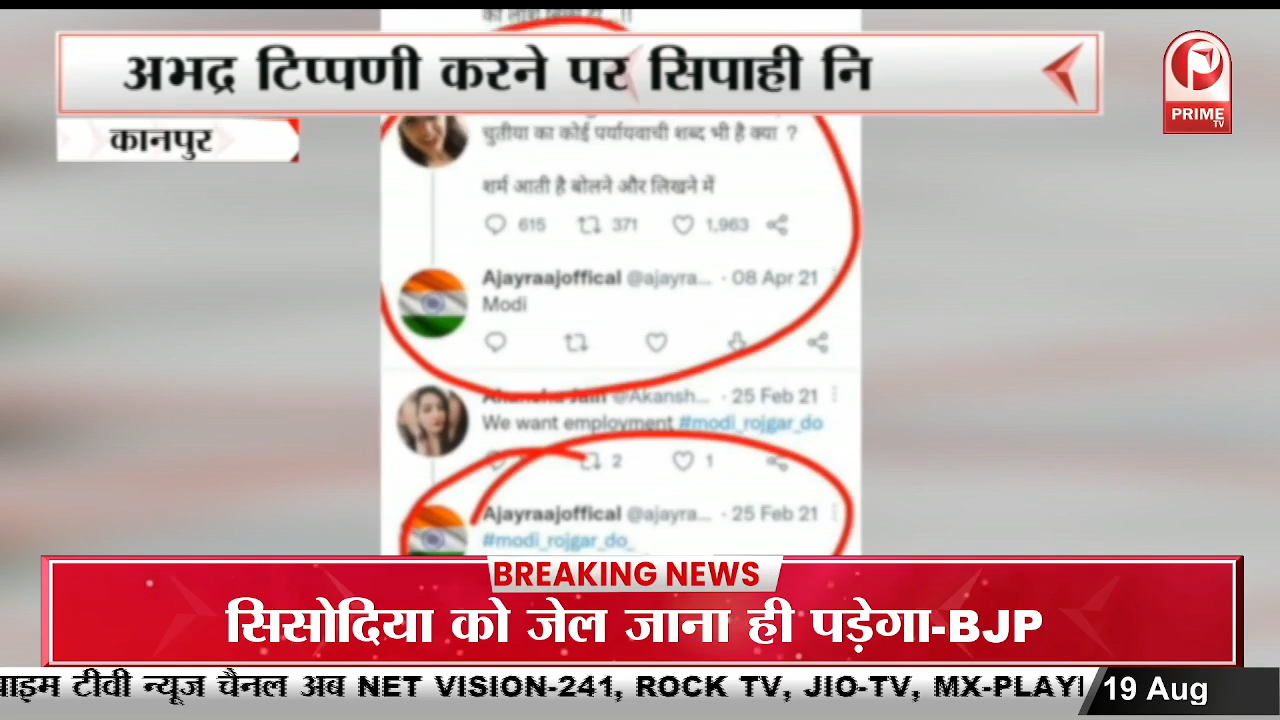 अभद्र टिप्पणी करने पर सिपाही नि
PRIME
TV
कानपुर
चुतीया का कोई पर्यायवाची शब्द भी है क्या ?
शर्म आती है बोलने और लिखने में
615 371 1,963
Ajayraajoffical @ajayra... · 08 Apr 21
Modi
@Akansh... · 25 Feb 21
We want employment #modi_rojgar_do
2 1
Ajayraajoffical @ajayra... · 25 Feb 21
#modi_rojgar_do_
BREAKING NEWS
सिसोदिया को जेल जाना ही पड़ेगा-BJP
राइम टीवी न्यूज चैनल अब NET VISION-241, ROCK TV, JIO-TV, MX-PLAYI
19 Aug